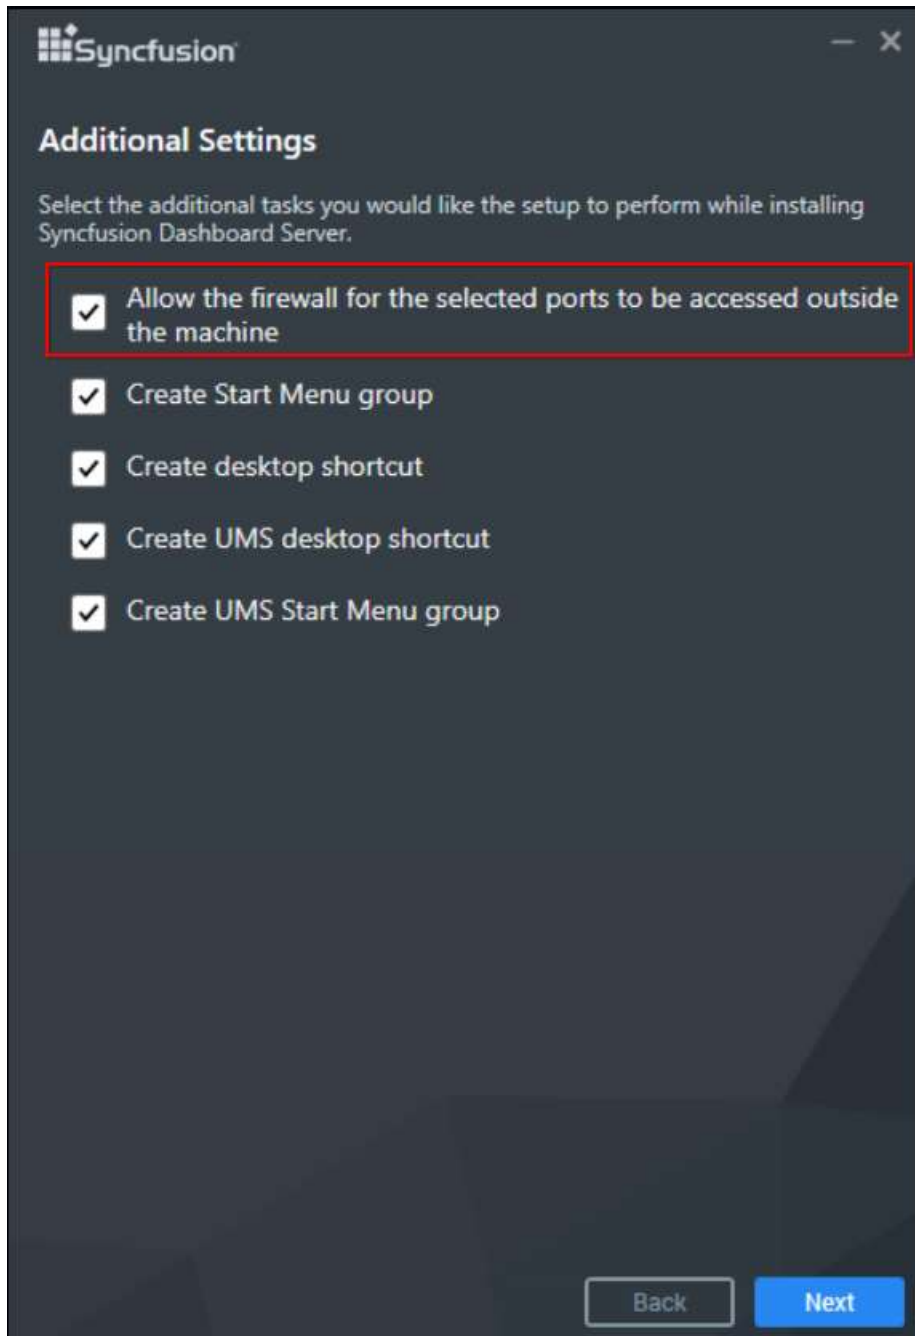 Syncfusion
Additional Settings
Select the additional tasks you would like the setup to perform while installing
Syncfusion Dashboard Server.
Allow the firewall for the selected ports to be accessed outside
the machine
Create Start Menu group
Create desktop shortcut
Create UMS desktop shortcut
Create UMS Start Menu group
Back
Next